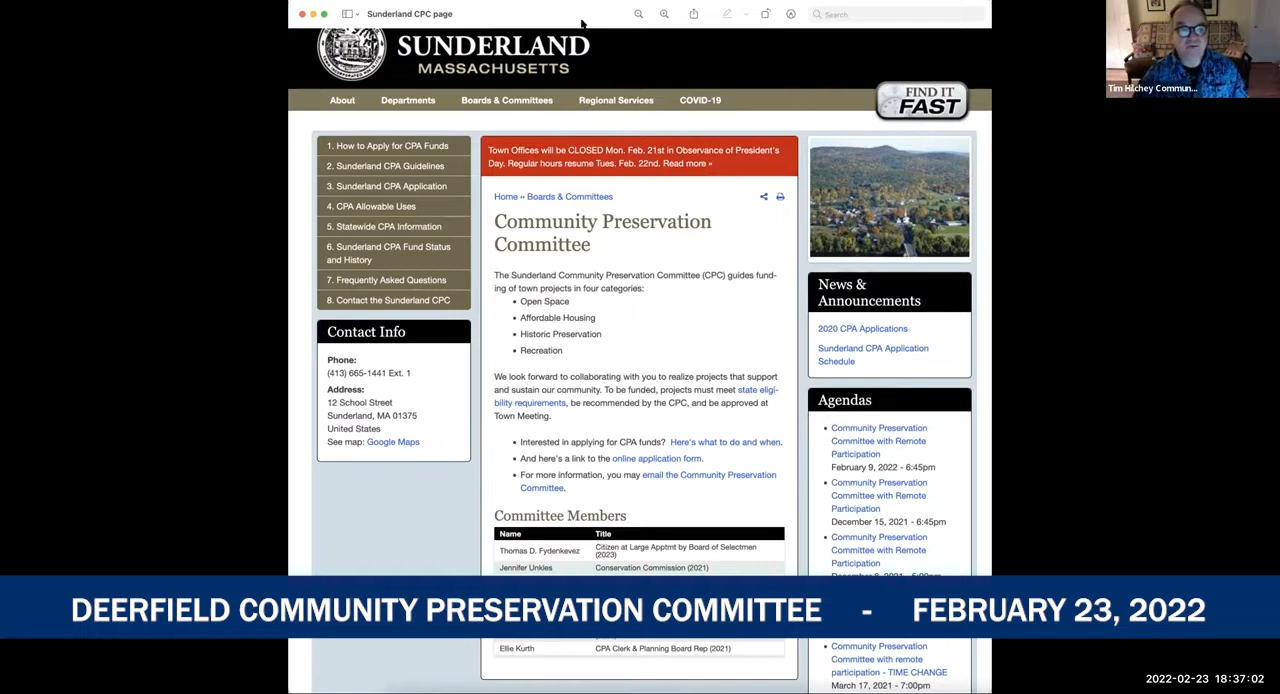 Sunderland CPC page
Search
SUNDERLAND
MASSACHUSETTS
FIND IT
FAST
About
Departments
Boards & Committees
Regional Services
COVID-19
1. How to Apply for CPA Funds
2. Sunderland CPA Guidelines
3. Sunderland CPA Application
4. CPA Allowable Uses
5. Statewide CPA Information
6. Sunderland CPA Fund Status
and History
7. Frequently Asked Questions
8. Contact the Sunderland CPC
Contact Info
Phone:
(413) 665-1441 Ext. 1
Address:
12 School Street
Sunderland, MA 01375
United States
See map: Google Maps
Town Offices will be CLOSED Mon. Feb. 21st in Observance of President's
Day. Regular hours resume Tues. Feb. 22nd. Read more »
Home ›› Boards & Committees
Community Preservation
Committee
The Sunderland Community Preservation Committee (CPC) guides fund-
ing of town projects in four categories:
• Open Space
• Affordable Housing
• Historic Preservation
• Recreation
We look forward to collaborating with you to realize projects that support
and sustain our community. To be funded, projects must meet state eligi-
bility requirements, be recommended by the CPC, and be approved at
Town Meeting.
• Interested in applying for CPA funds? Here's what to do and when.
• And here's a link to the online application form.
• For more information, you may email the Community Preservation
Committee.
Committee Members
Name Title
Thomas D. Fydenkevez Citizen at Large Apptmt by Board of Selectmen
(2023)
Jennifer Unkles Conservation Commission (2021)
Ellie Kurth CPA Clerk & Planning Board Rep (2021)
News &
Announcements
2020 CPA Applications
Sunderland CPA Application
Schedule
Agendas
• Community Preservation
Committee with Remote
Participation
February 9, 2022 - 6:45pm
• Community Preservation
Committee with Remote
Participation
December 15, 2021 - 6:45pm
• Community Preservation
Committee with Remote
Participation
• Community Preservation
Committee with remote
participation - TIME CHANGE
March 17, 2021 - 7:00pm
Tim Hilchey Commun...
DEERFIELD COMMUNITY PRESERVATION COMMITTEE - FEBRUARY 23, 2022
2022-02-23 18:37:02